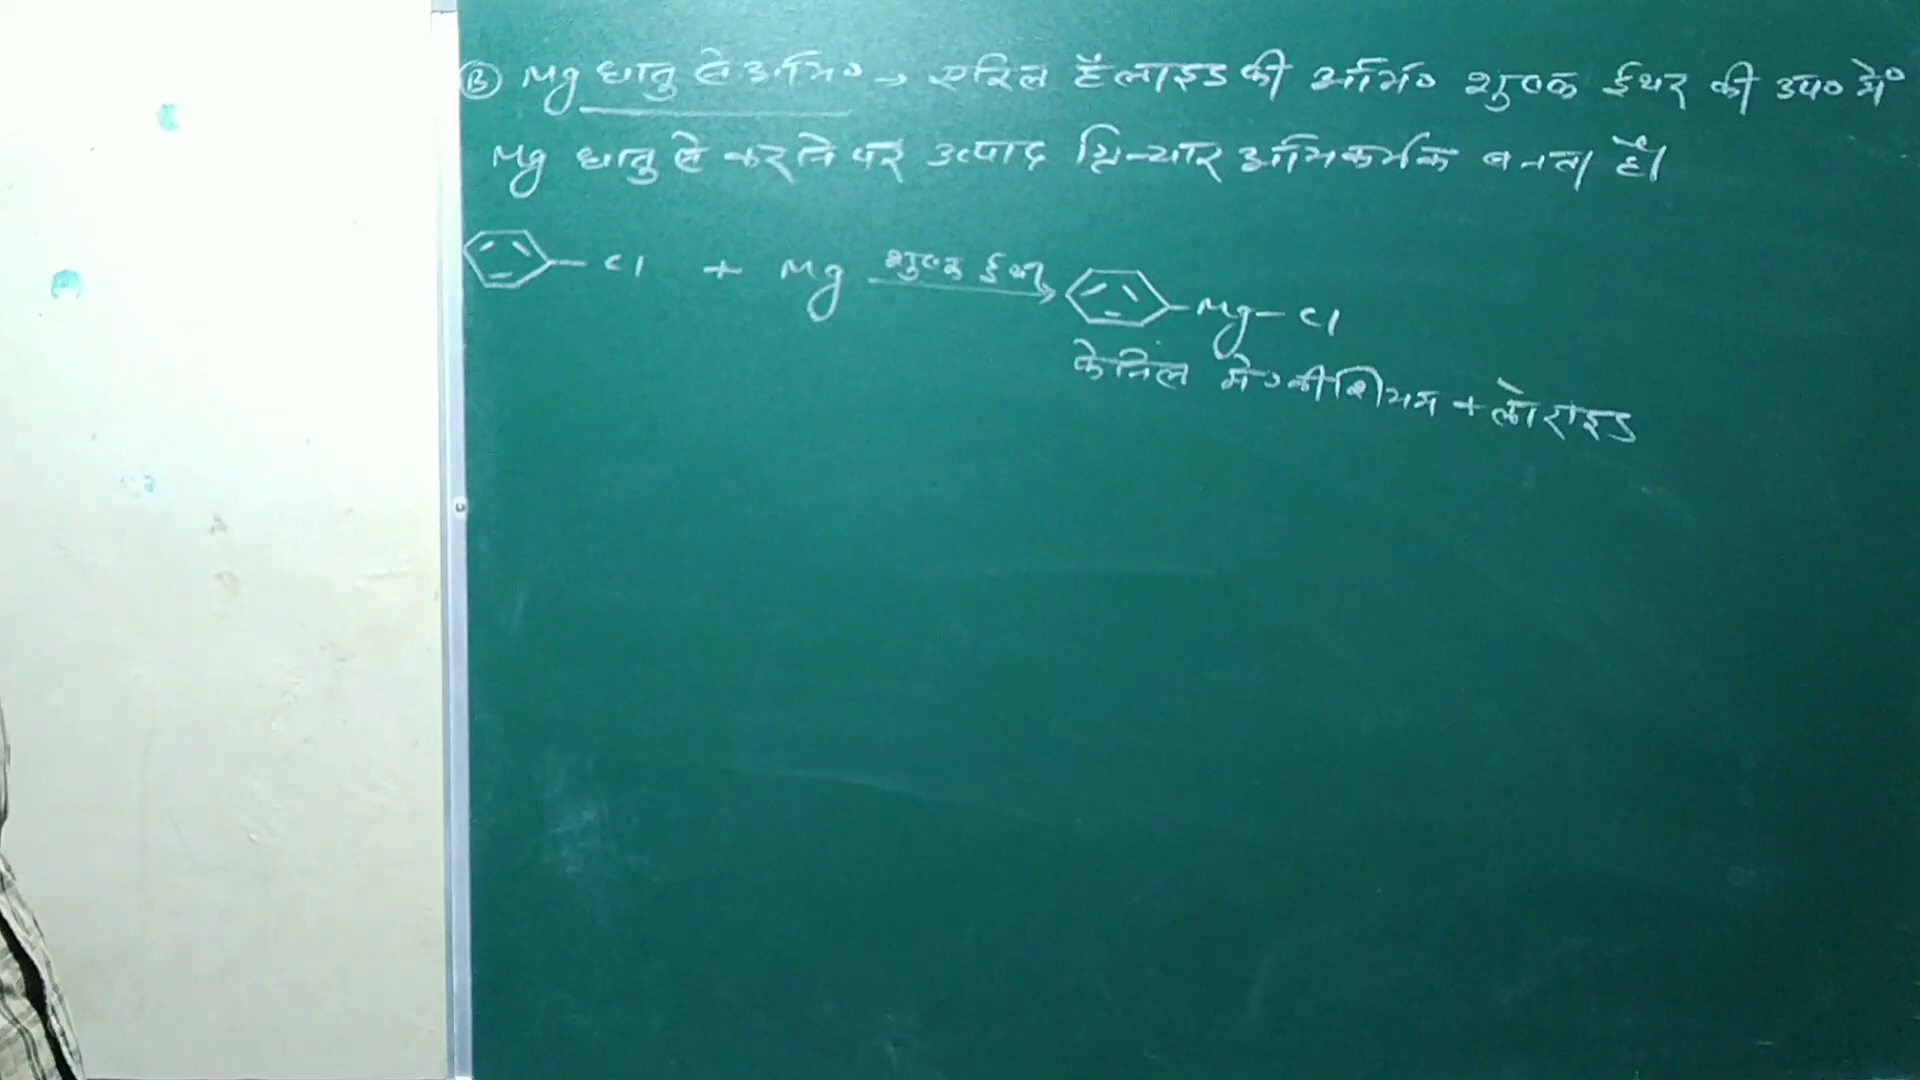 Ⓑ Mg धातु से अभि० → एरिल हैलाइड की अभि० शुष्क ईथर की उप० में
Mg धातु से करने पर उत्पाद ग्रिन्यार अभिकर्मक बनता है।
Cl + Mg शुष्क ईथर Mg - Cl
फेनिल मैग्नीशियम क्लोराइड